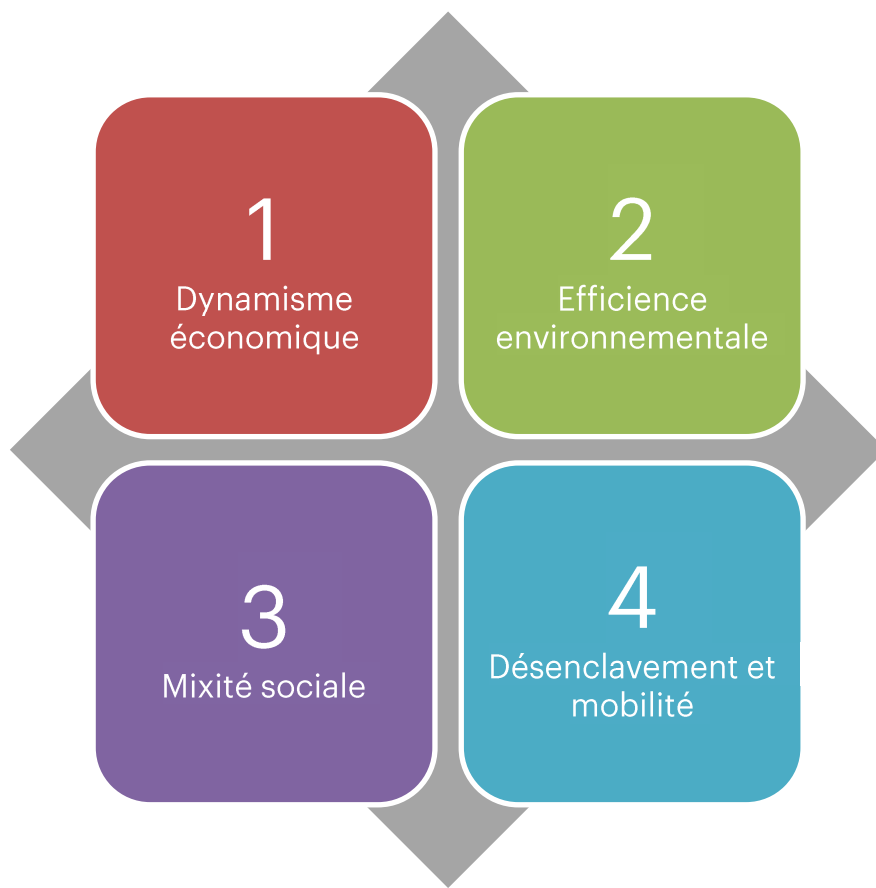 1
Dynamisme
économique
2
Efficience
environnementale
3
Mixité sociale
4
Désenclavement et
mobilité